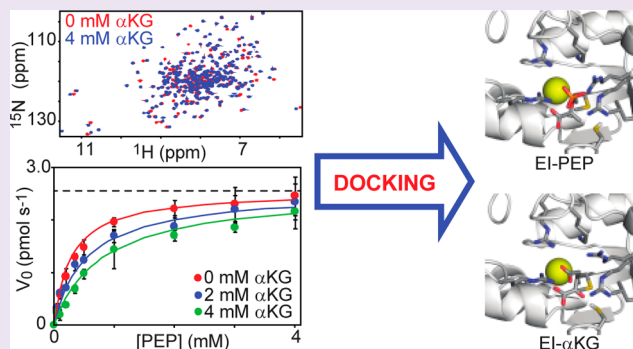 105
0 mM αKG
4 mM αKG
15N (ppm)
130
11
1H (ppm)
7
3.0
V0 (pmol s-1)
0 mM αKG
2 mM αKG
4 mM αKG
0
0
[PEP] (mM)
4
DOCKING
EI-PEP
EI-αKG